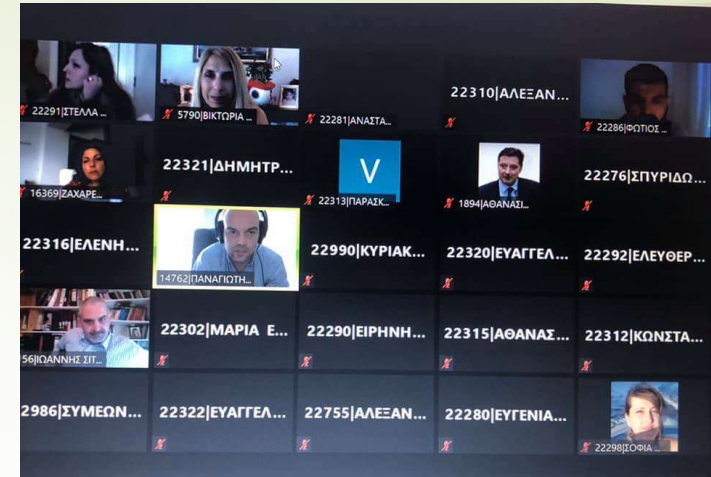 22291|ΣΤΕΛΛΑ ...
5790|ΒΙΚΤΩΡΙΑ ...
22281|ΑΝΑΣΤΑ...
22310|ΑΛΕΞΑΝ...
22286|ΦΩΤΙΟΣ
16369|ΖΑΧΑΡΕ...
22321|ΔΗΜΗΤΡ...
V
22313|ΠΑΡΑΣΚ...
1894|ΑΘΑΝΑΣΙ...
22276|ΣΠΥΡΙΔΩ...
22316|ΕΛΕΝΗ...
14762|ΠΑΝΑΓΙΩΤΗ...
22990|ΚΥΡΙΑΚ...
22320|ΕΥΑΓΓΕΛ...
22292|ΕΛΕΥΘΕΡ...
56|ΙΩΑΝΝΗΣ ΣΙΤ...
22302|ΜΑΡΙΑ Ε...
22290|ΕΙΡΗΝΗ...
22315|ΑΘΑΝΑΣ...
22312|ΚΩΝΣΤΑ...
2986|ΣΥΜΕΩΝ...
22322|ΕΥΑΓΓΕΛ...
22755|ΑΛΕΞΑΝ...
22280|ΕΥΓΕΝΙΑ...
22298|ΣΟΦΙΑ ...